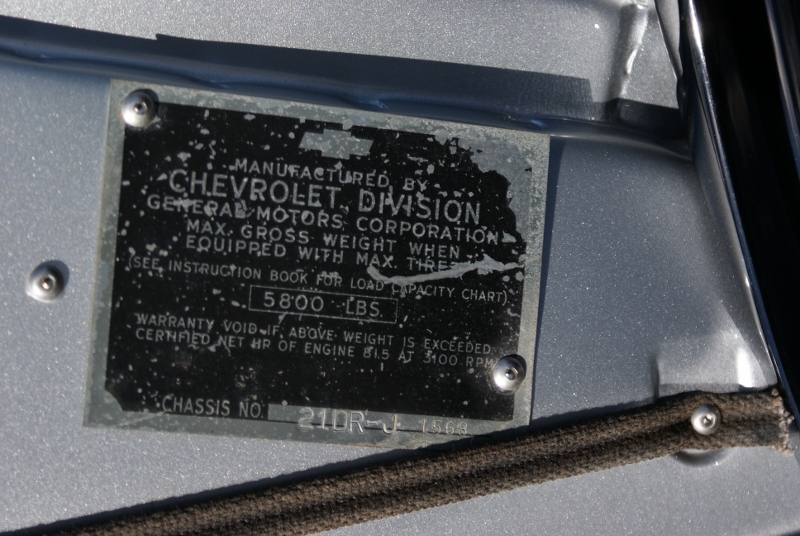 MANUFACTURED BY
CHEVROLET DIVISION
GENERAL MOTORS CORPORATION
MAX. GROSS WEIGHT WHEN
EQUIPPED WITH MAX. TIRE
(SEE INSTRUCTION BOOK FOR LOAD CAPACITY CHART)
5800 LBS.
WARRANTY VOID IF ABOVE WEIGHT IS EXCEEDED
CERTIFIED NET HP OF ENGINE 81.5 AT 3100 RPM
CHASSIS NO. 21DR-J 1568